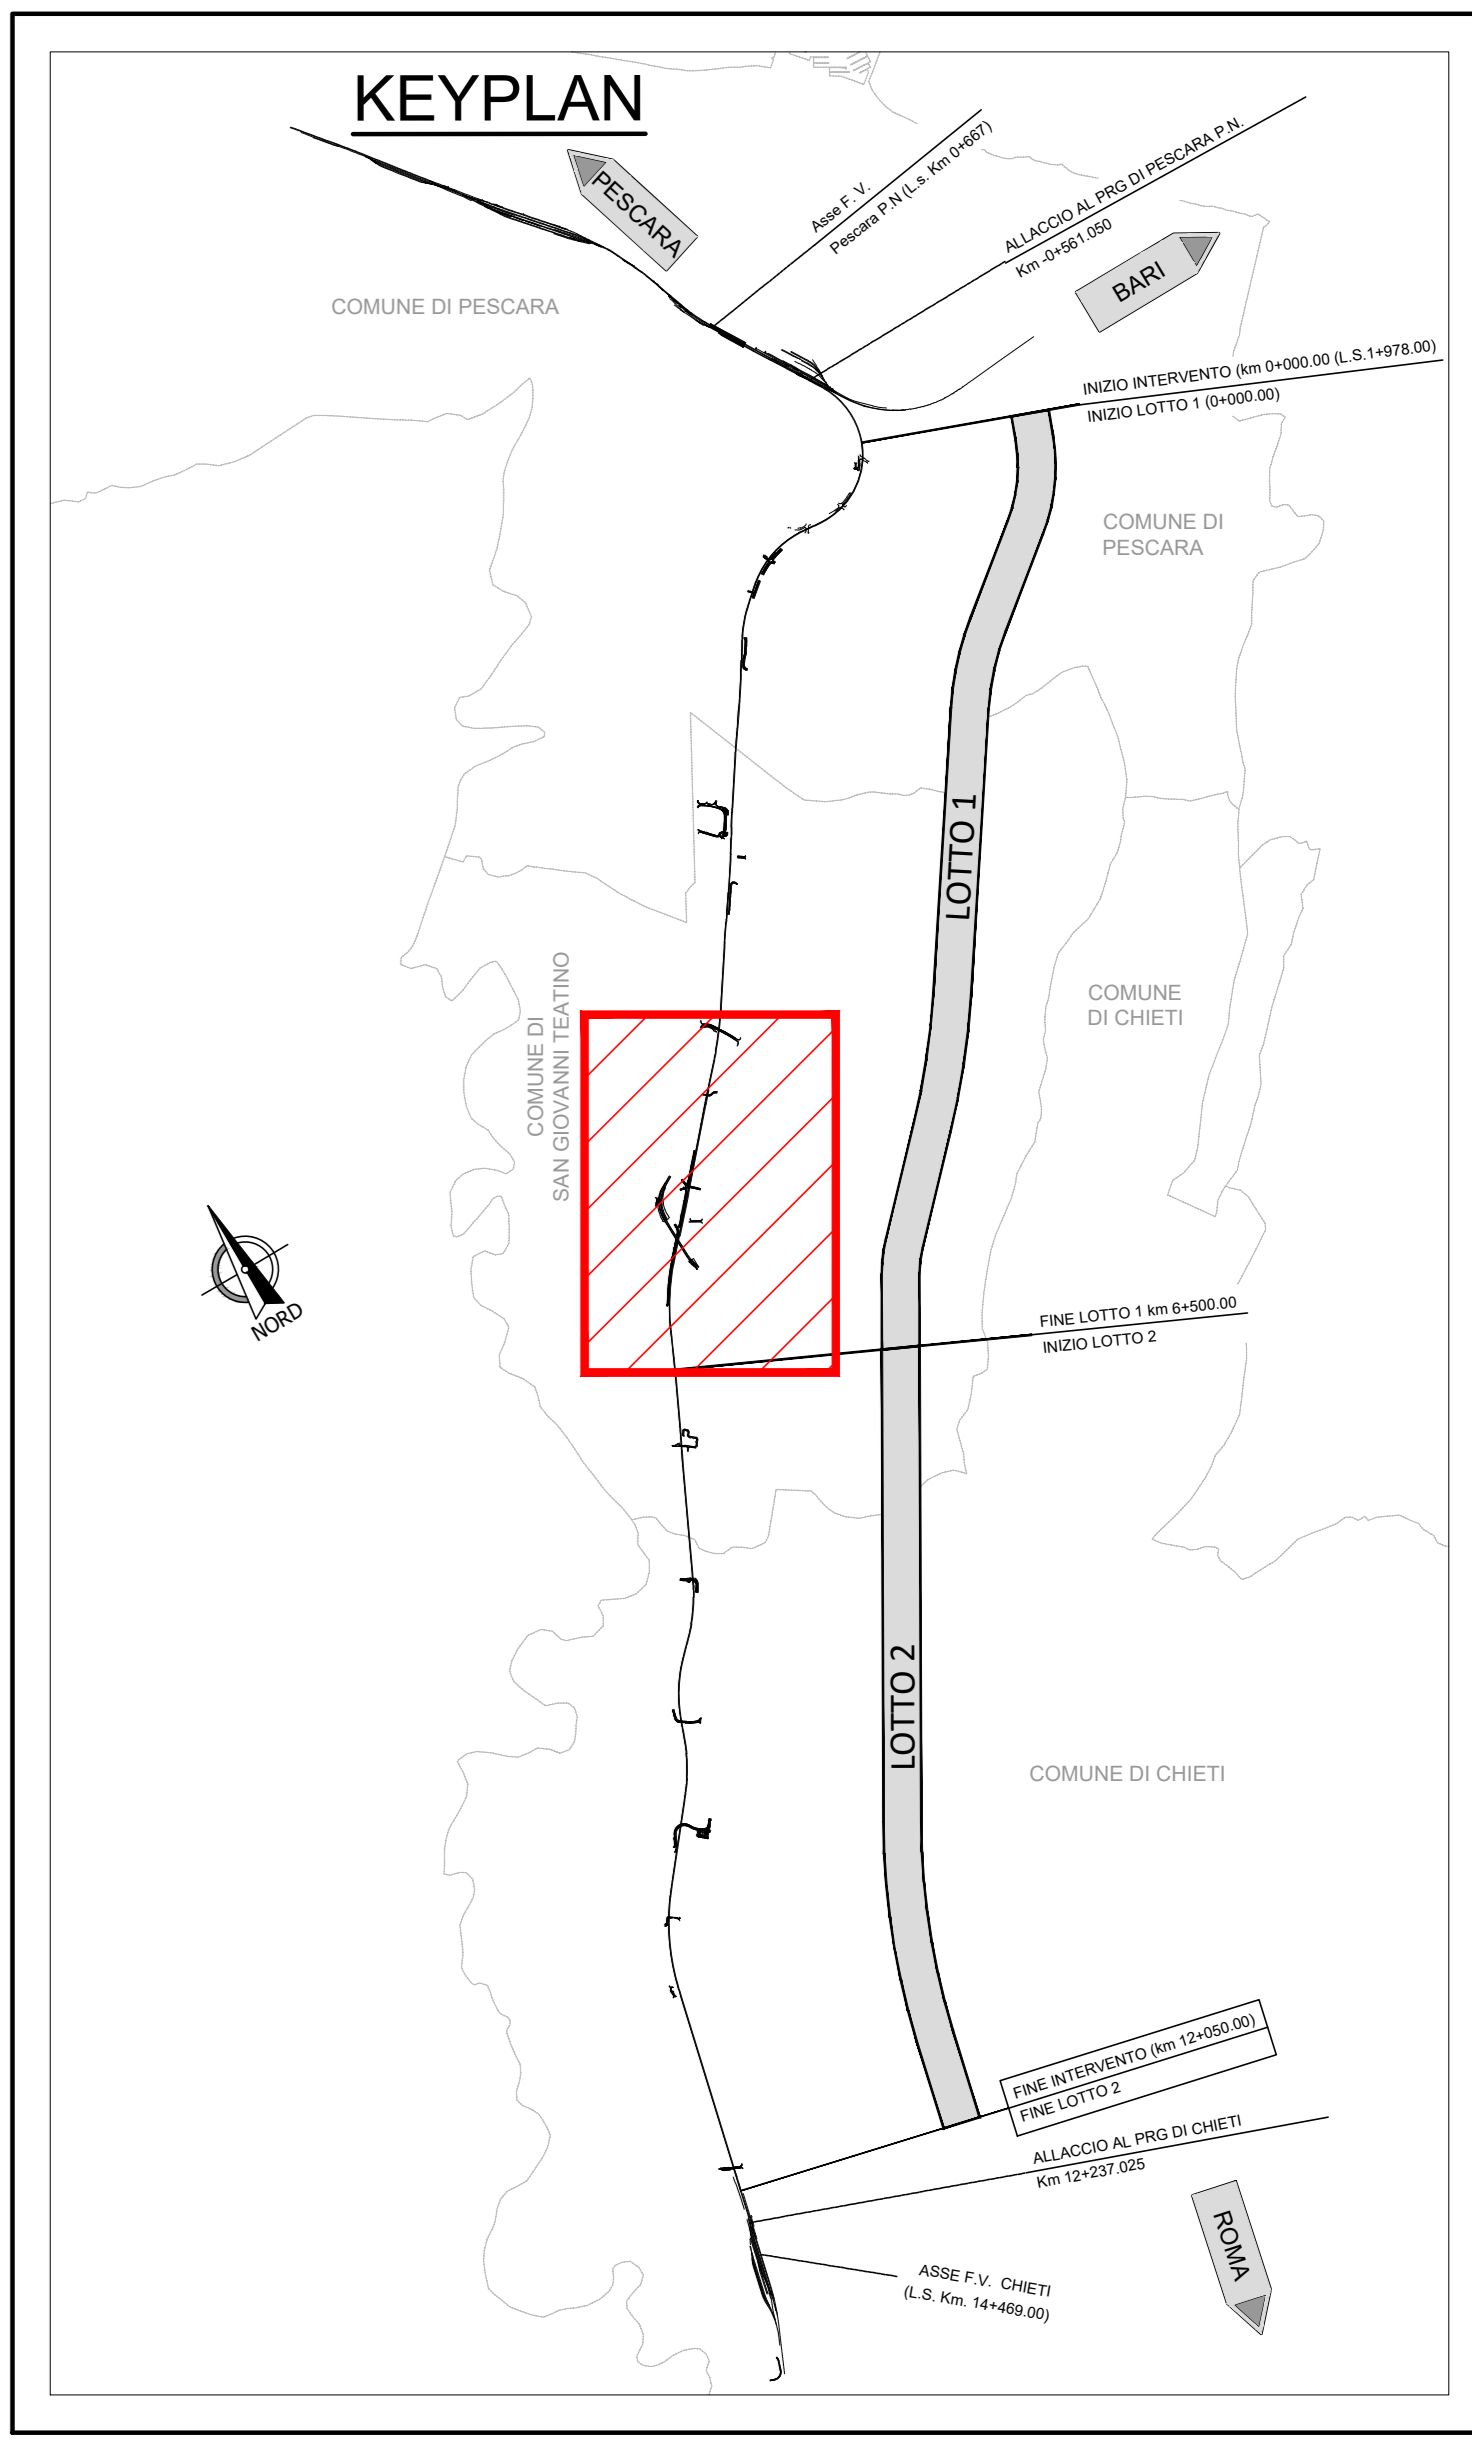 KEYPLAN
PESCARA
Asse F. V.
Pescara P.N (L.s. Km 0+667)
ALLACCIO AL PRG DI PESCARA P.N.
Km -0+561.050
BARI
COMUNE DI PESCARA
INIZIO INTERVENTO (km 0+000.00 (L.S.1+978.00)
INIZIO LOTTO 1 (0+000.00)
COMUNE DI
PESCARA
LOTTO 1
COMUNE DI
SAN GIOVANNI TEATINO
COMUNE
DI CHIETI
NORD
FINE LOTTO 1 km 6+500.00
INIZIO LOTTO 2
LOTTO 2
COMUNE DI CHIETI
FINE INTERVENTO (km 12+050.00)
FINE LOTTO 2
ALLACCIO AL PRG DI CHIETI
Km 12+237.025
ROMA
ASSE F.V. CHIETI
(L.S. Km. 14+469.00)